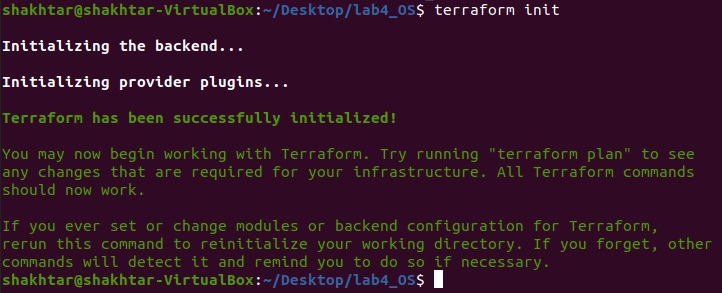 shakhtar@shakhtar-VirtualBox:~/Desktop/lab4_OS$ terraform init
Initializing the backend...
Initializing provider plugins...
Terraform has been successfully initialized!
You may now begin working with Terraform. Try running "terraform plan" to see
any changes that are required for your infrastructure. All Terraform commands
should now work.
If you ever set or change modules or backend configuration for Terraform,
rerun this command to reinitialize your working directory. If you forget, other
commands will detect it and remind you to do so if necessary.
shakhtar@shakhtar-VirtualBox:~/Desktop/lab4_OS$